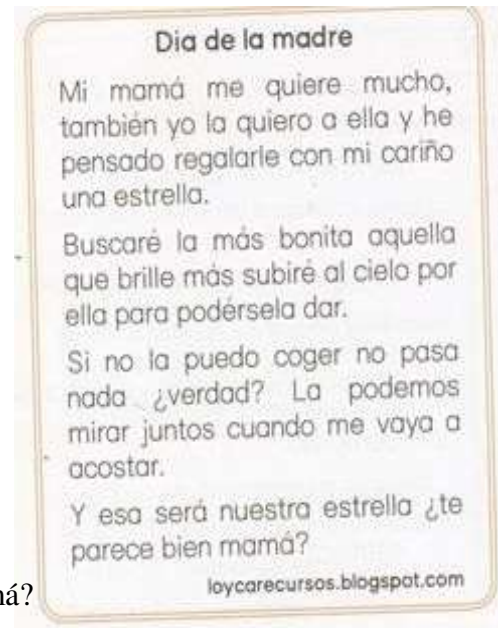 Dia de la madre
Mi mamá me quiere mucho,
también yo la quiero a ella y he
pensado regalarle con mi cariño
una estrella.
Buscaré la más bonita aquella
que brille más subiré al cielo por
ella para podérsela dar.
Si no la puedo coger no pasa
nada ¿verdad? La podemos
mirar juntos cuando me vaya a
acostar.
Y esa será nuestra estrella ¿te
parece bien mamá?
loycarecursos.blogspot.com